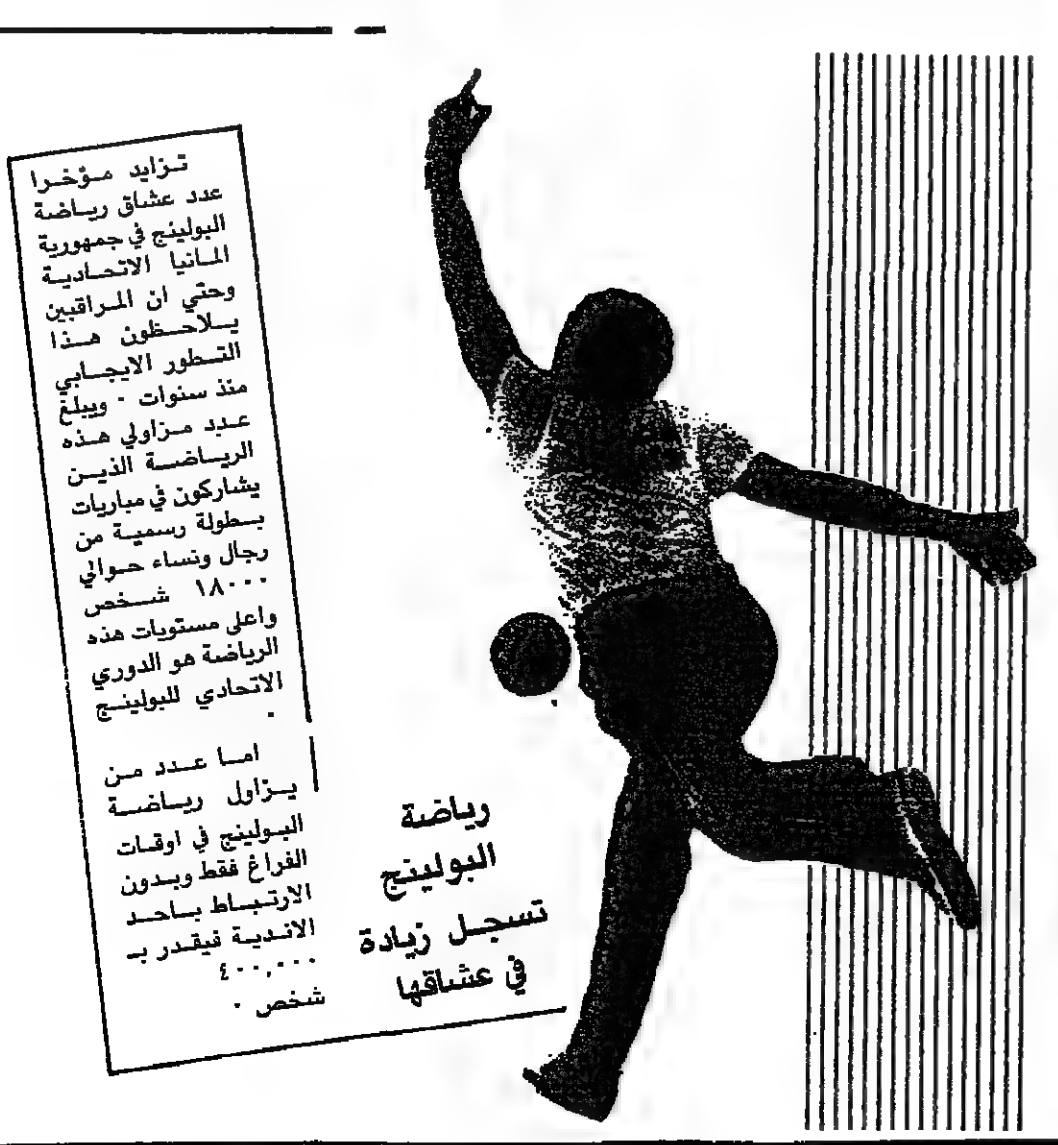 رياضة
البولينج
تسجل زيادة
في عشاقها
تزايد مؤخرا
عدد عشاق رياضة
البولينج في جمهورية
المانيا الاتحادية
وحتي ان المراقبين
يلاحظون هذا
التطور الايجابي
منذ سنوات ٠ ويبلغ
عدد مزاولي هذه
الرياضة الذين
يشاركون في مباريات
بطولة رسمية من
رجال ونساء حوالي
١٨٠٠٠ شخص
واعلى مستويات هذه
الرياضة هو الدوري
الاتحادي للبولينج
٠
اما عدد من
يزاول رياضة
البولينج في اوقات
الفراغ فقط وبدون
الارتباط باحد
الاندية فيقدر بـ
٤٠٠,٠٠٠
شخص ٠